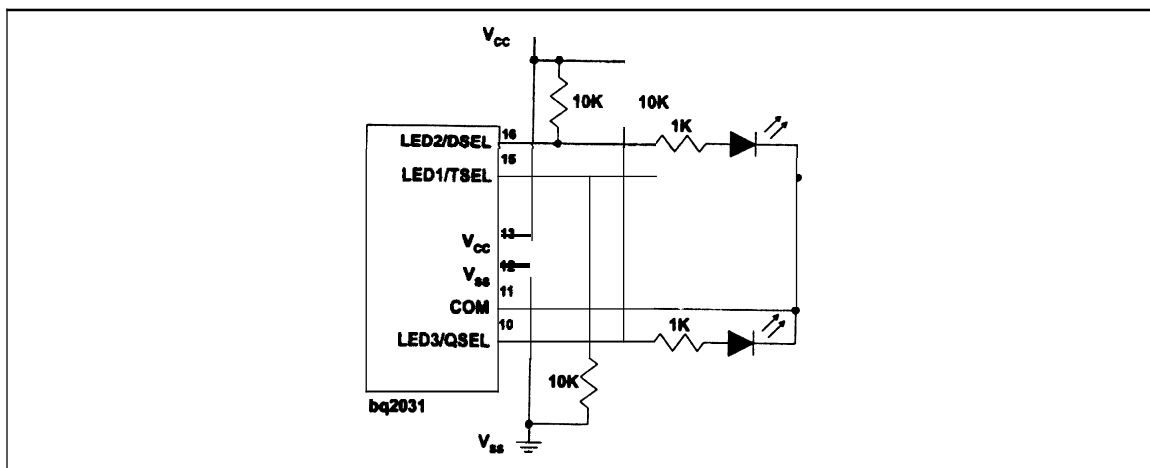 Vcc
10K 10K
1K
LED2/DSEL 16
15
LED1/TSEL
13
Vcc
12
Vss
11
COM
10
LED3/QSEL
1K
10K
bq2031
Vss